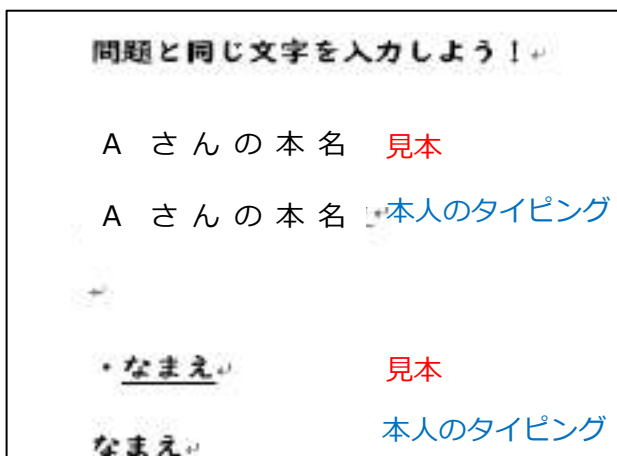 問題と同じ文字を入力しよう！
A さんの本名 見本
A さんの本名 本人のタイピング
・なまえ 見本
なまえ 本人のタイピング